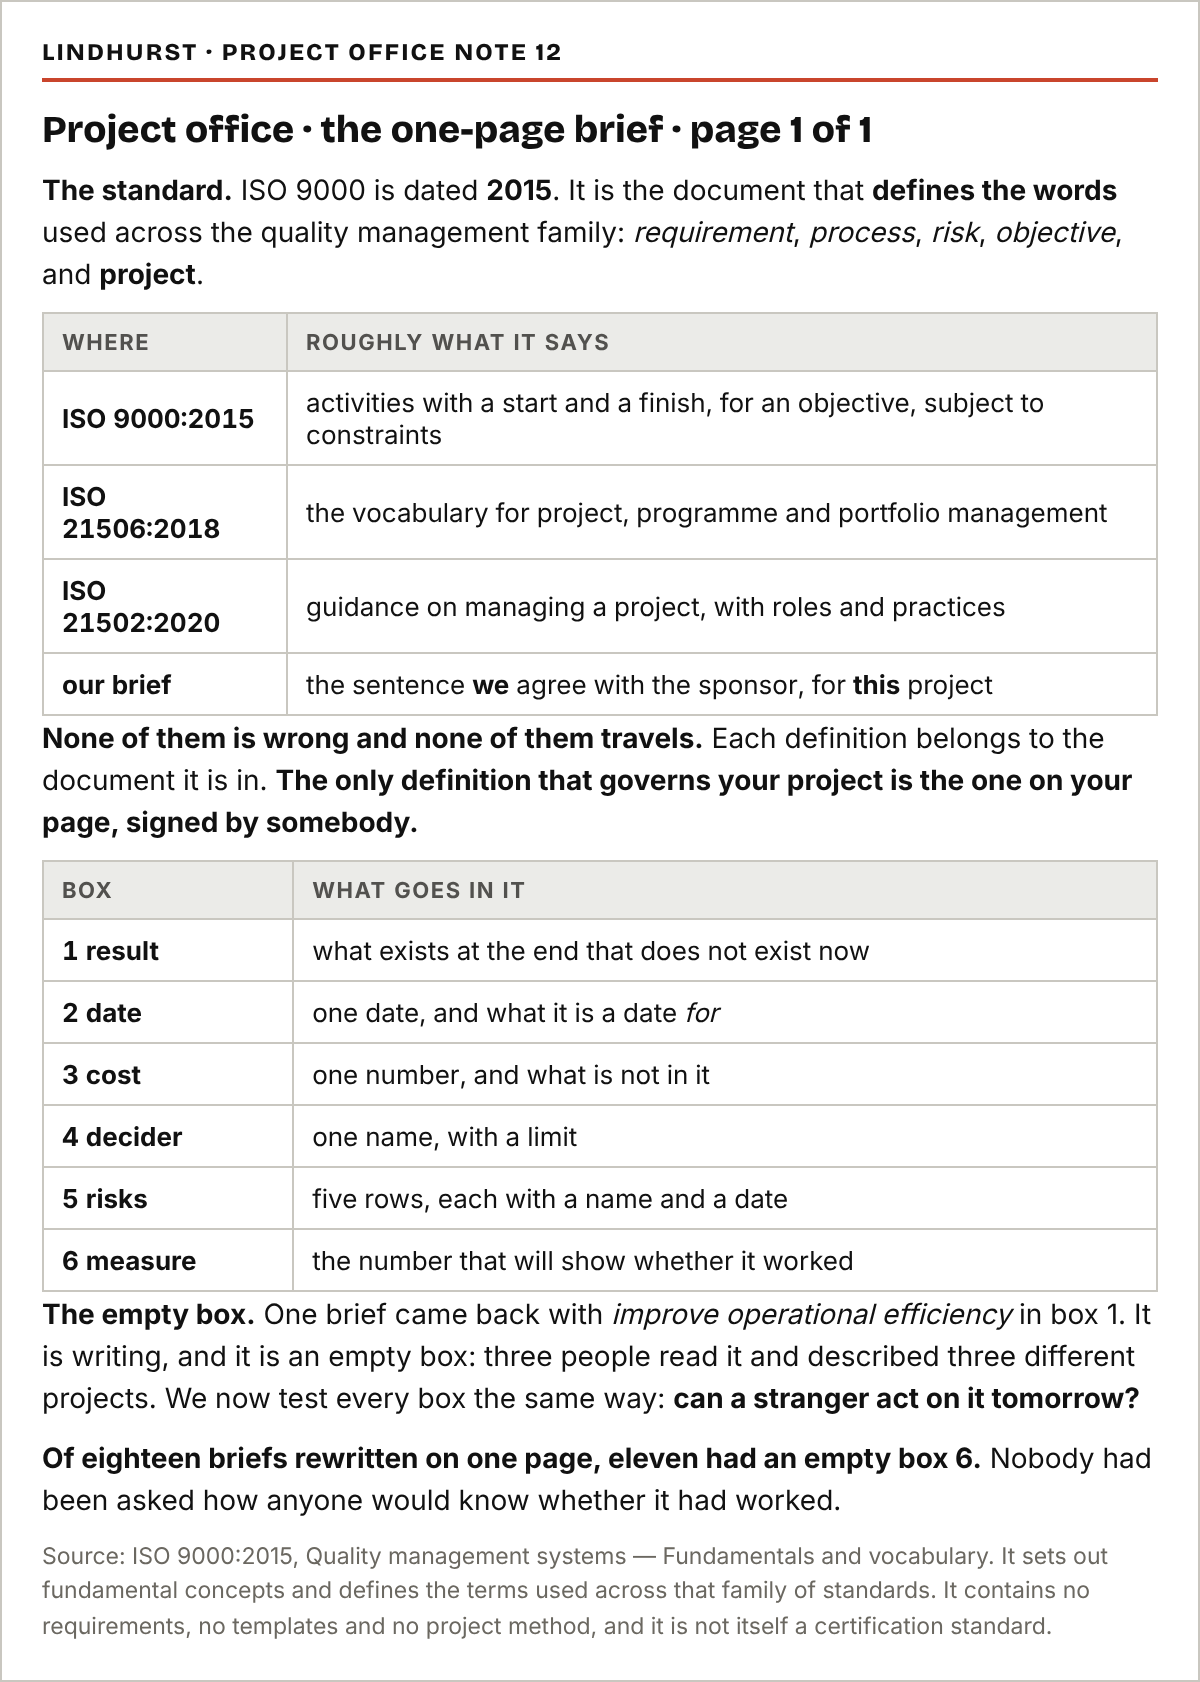 LINDHURST · PROJECT OFFICE NOTE 12
Project office · the one-page brief · page 1 of 1
The standard. ISO 9000 is dated 2015. It is the document that defines the words
used across the quality management family: requirement, process, risk, objective,
and project.
WHERE ROUGHLY WHAT IT SAYS
ISO 9000:2015 activities with a start and a finish, for an objective, subject to
constraints
ISO
21506:2018 the vocabulary for project, programme and portfolio management
ISO
21502:2020 guidance on managing a project, with roles and practices
our brief the sentence we agree with the sponsor, for this project
None of them is wrong and none of them travels. Each definition belongs to the
document it is in. The only definition that governs your project is the one on your
page, signed by somebody.
BOX WHAT GOES IN IT
1 result what exists at the end that does not exist now
2 date one date, and what it is a date for
3 cost one number, and what is not in it
4 decider one name, with a limit
5 risks five rows, each with a name and a date
6 measure the number that will show whether it worked
The empty box. One brief came back with improve operational efficiency in box 1. It
is writing, and it is an empty box: three people read it and described three different
projects. We now test every box the same way: can a stranger act on it tomorrow?
Of eighteen briefs rewritten on one page, eleven had an empty box 6. Nobody had
been asked how anyone would know whether it had worked.
Source: ISO 9000:2015, Quality management systems — Fundamentals and vocabulary. It sets out
fundamental concepts and defines the terms used across that family of standards. It contains no
requirements, no templates and no project method, and it is not itself a certification standard.